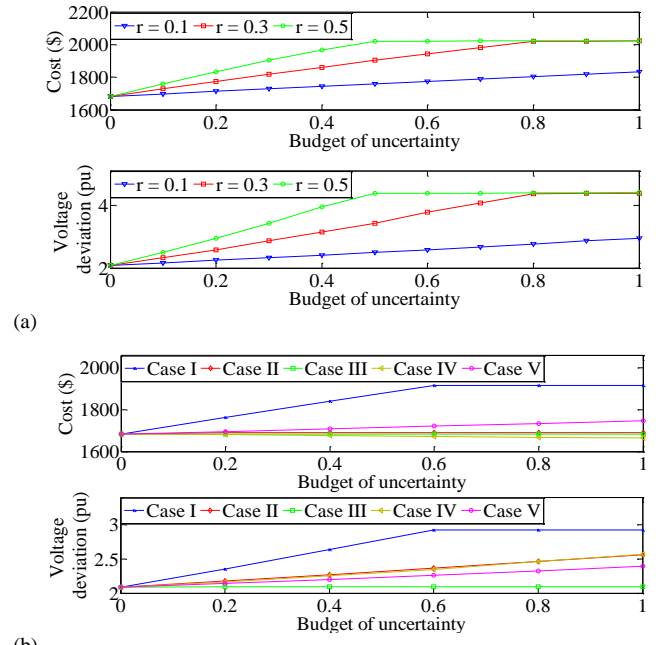 r = 0.1 r = 0.3 r = 0.5
Cost ($)
2200
2000
1800
1600
0 0.2 0.4 0.6 0.8 1
Budget of uncertainty
r = 0.1 r = 0.3 r = 0.5
Voltage
deviation (pu)
4
2
0 0.2 0.4 0.6 0.8 1
Budget of uncertainty
(a)
Case I Case II Case III Case IV Case V
Cost ($)
2000
1800
1600
0 0.2 0.4 0.6 0.8 1
Budget of uncertainty
Case I Case II Case III Case IV Case V
Voltage
deviation (pu)
3
2.5
2
0 0.2 0.4 0.6 0.8 1
Budget of uncertainty
(b)